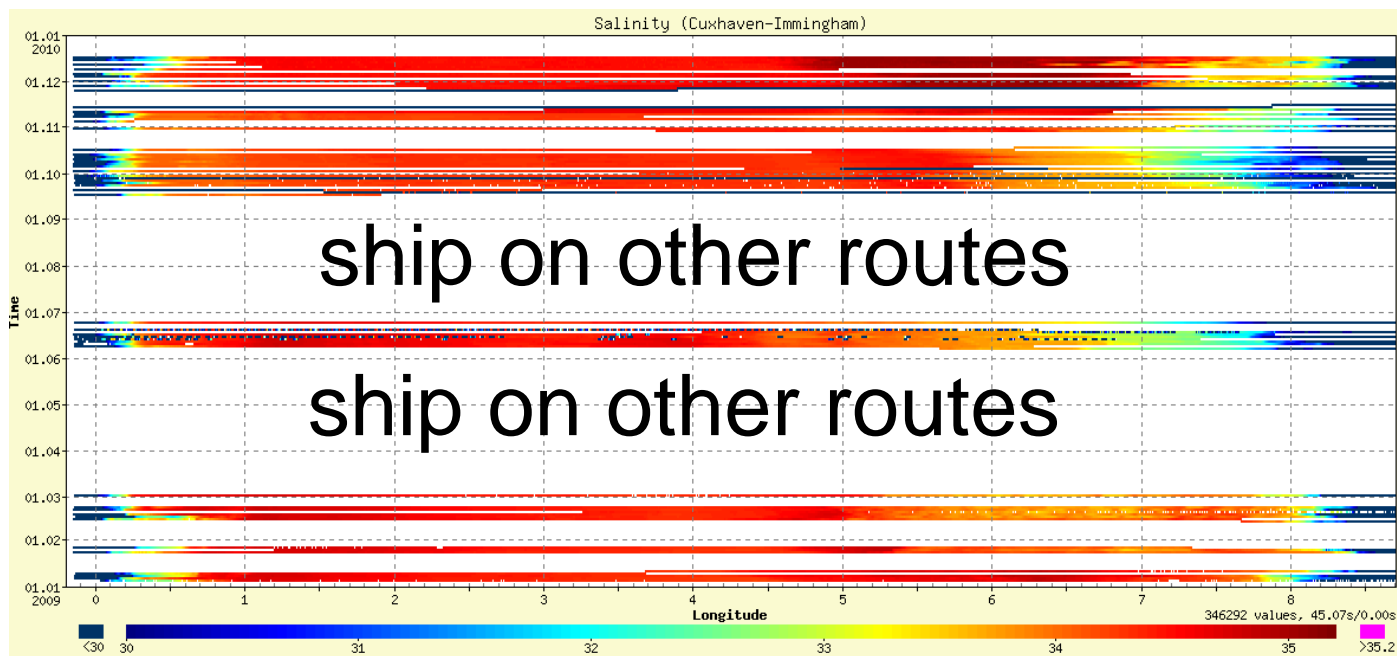 Salinity (Cuxhaven-Immingham)
01.01
2010
01.12
01.11
01.10
01.09
ship on other routes
01.08
01.07
01.06
ship on other routes
01.05
01.04
01.03
01.02
01.01
2009
Time
0 1 2 3 4 5 6 7 8
Longitude
346292 values, 45.07s/0.00s
<30 30 31 32 33 34 35 >35.2